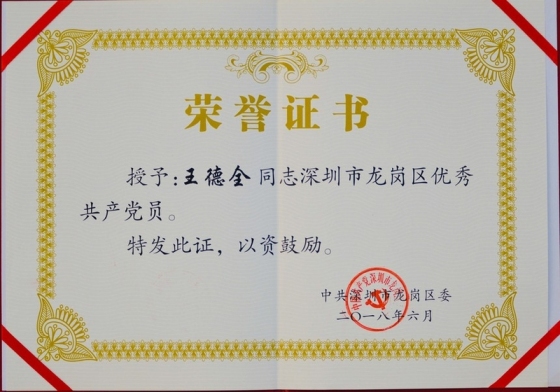 荣誉证书
授予:王德全同志深圳市龙岗区优秀
共产党员。
特发此证，以资鼓励。
中共深圳市龙岗区委
二〇一八年六月